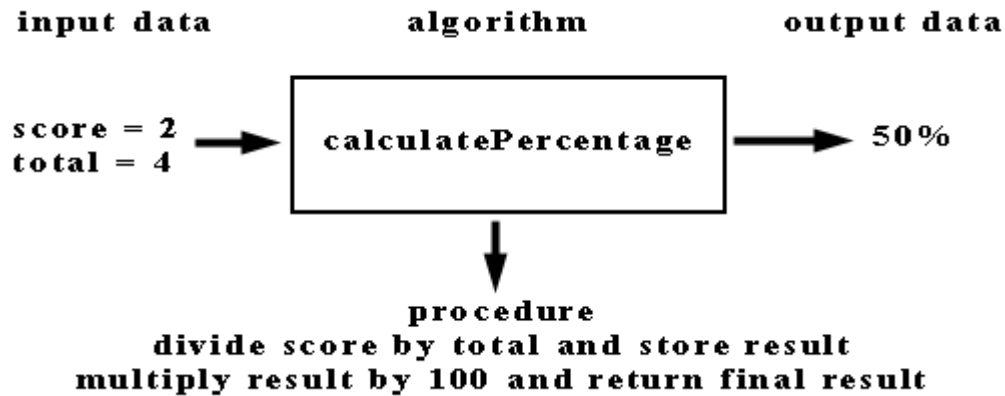 input data
algorithm
output data
score = 2
total = 4
calculatePercentage
50%
procedure
divide score by total and store result
multiply result by 100 and return final result